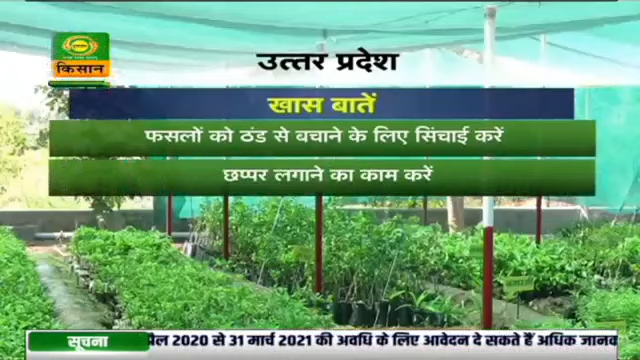 किसान
उत्तर प्रदेश
खास बातें
फसलों को ठंड से बचाने के लिए सिंचाई करें
छप्पर लगाने का काम करें
सूचना
2020 से 31 मार्च 2021 की अवधि के लिए आवेदन दे सकते हैं अधिक